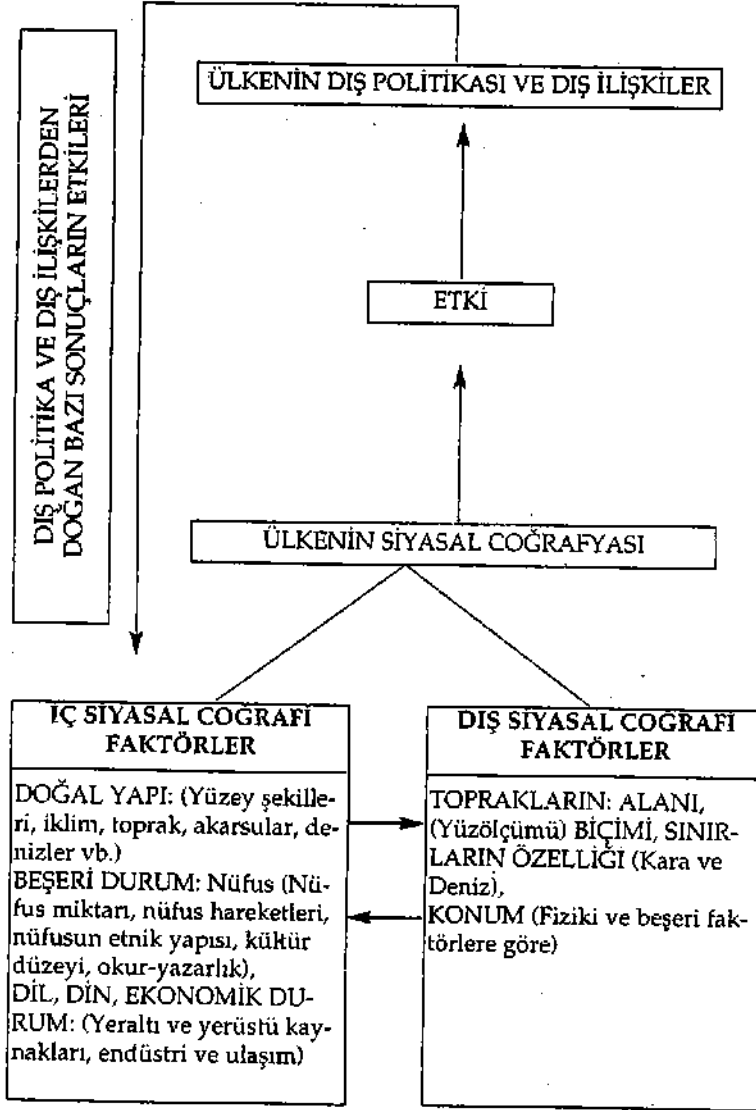 ÜLKENİN DIŞ POLİTİKASI VE DIŞ İLİŞKİLER
DIŞ POLİTİKA VE DIŞ İLİŞKİLERDEN
DOĞAN BAZI SONUÇLARIN ETKİLERİ
ETKİ
ÜLKENİN SİYASAL COĞRAFYASI
İÇ SİYASAL COĞRAFİ
FAKTÖRLER
DOĞAL YAPI: (Yüzey şekille-
ri, iklim, toprak, akarsular, de-
nizler vb.)
BEŞERİ DURUM: Nüfus (Nü-
fus miktarı, nüfus hareketleri,
nüfusun etnik yapısı, kültür
düzeyi, okur-yazarlık),
DİL, DİN, EKONOMİK DU-
RUM: (Yeraltı ve yerüstü kay-
nakları, endüstri ve ulaşım)
DIŞ SİYASAL COĞRAFİ
FAKTÖRLER
TOPRAKLARIN: ALANI,
(Yüzölçümü) BİÇİMİ, SINIR-
LARIN ÖZELLİĞİ (Kara ve
Deniz),
KONUM (Fiziki ve beşeri fak-
törlere göre)